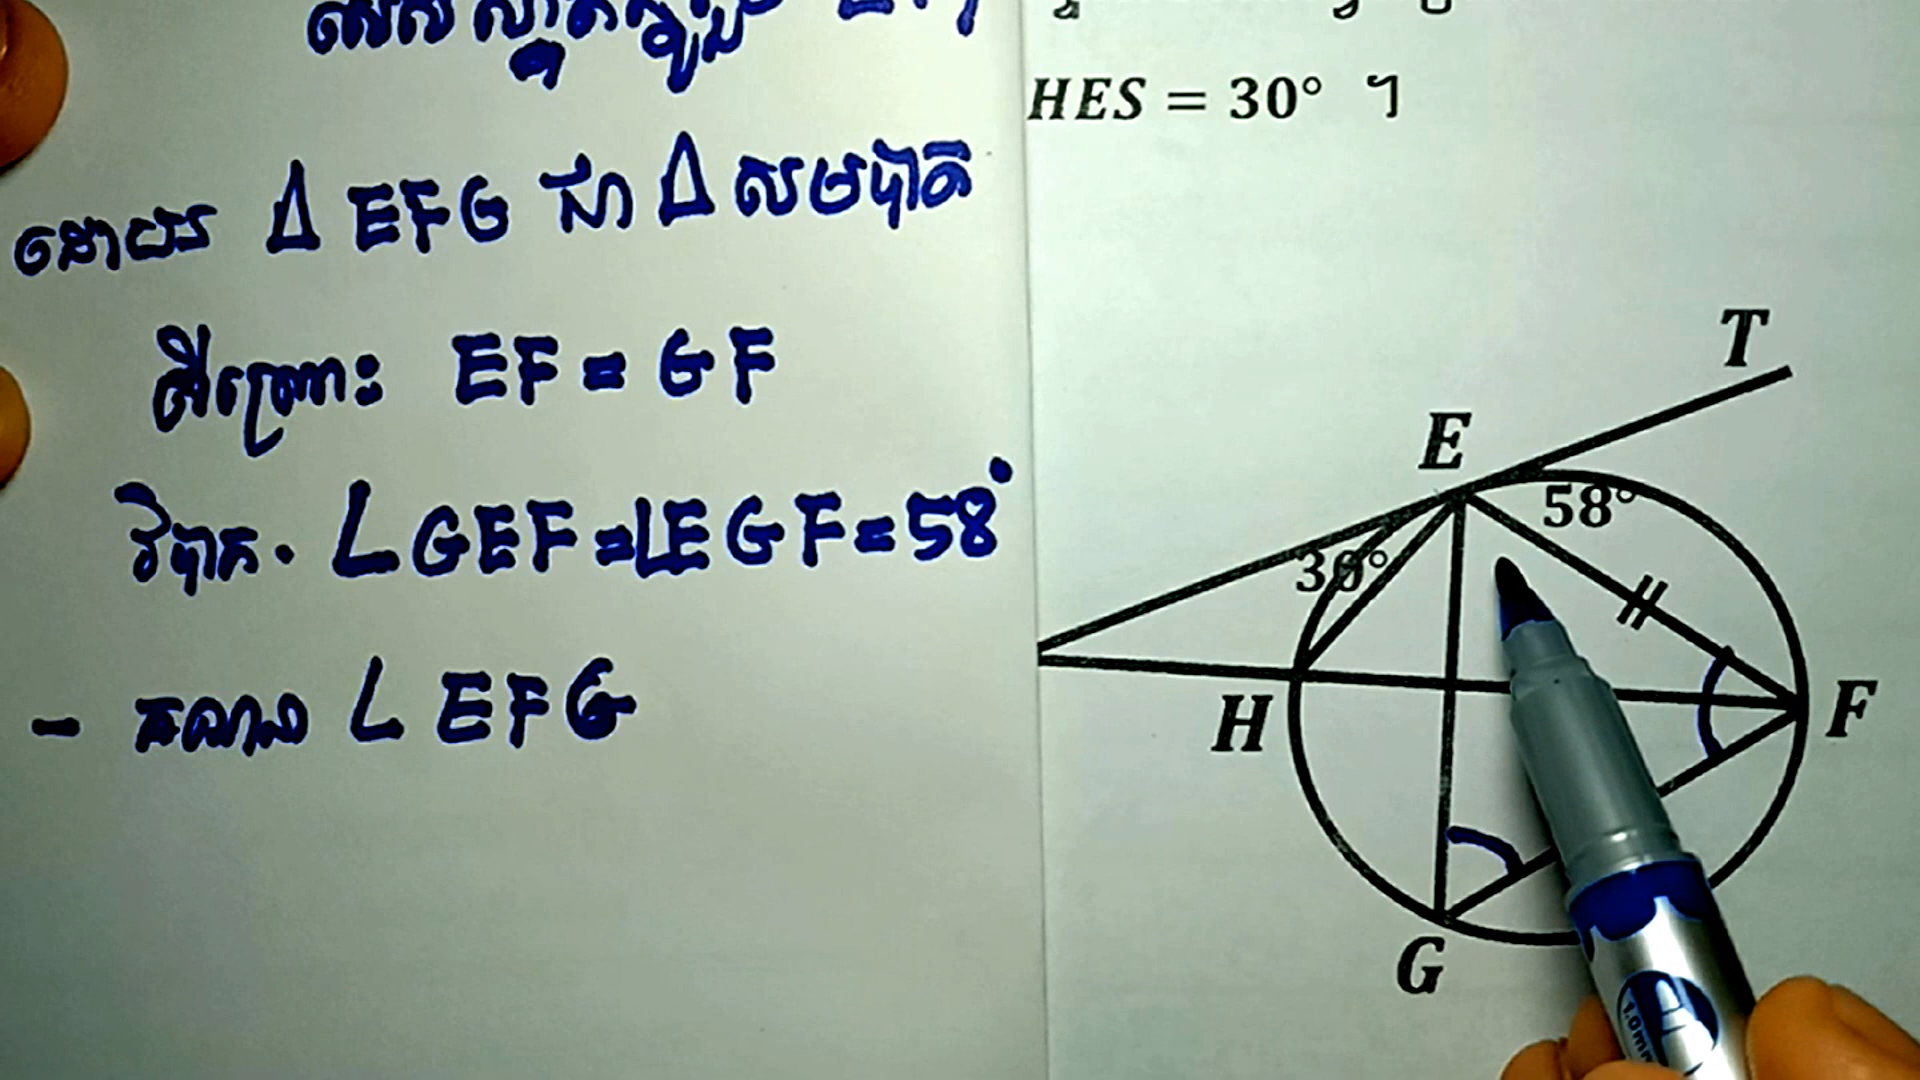 HES = 30° ។
ដោយ Δ EFG ជា Δ សមបាត
ពីព្រោះ EF = GF
វិបាក ∠GEF = ∠EGF = 58°
- គណនា ∠EFG
T
E
58°
30°
H
F
G